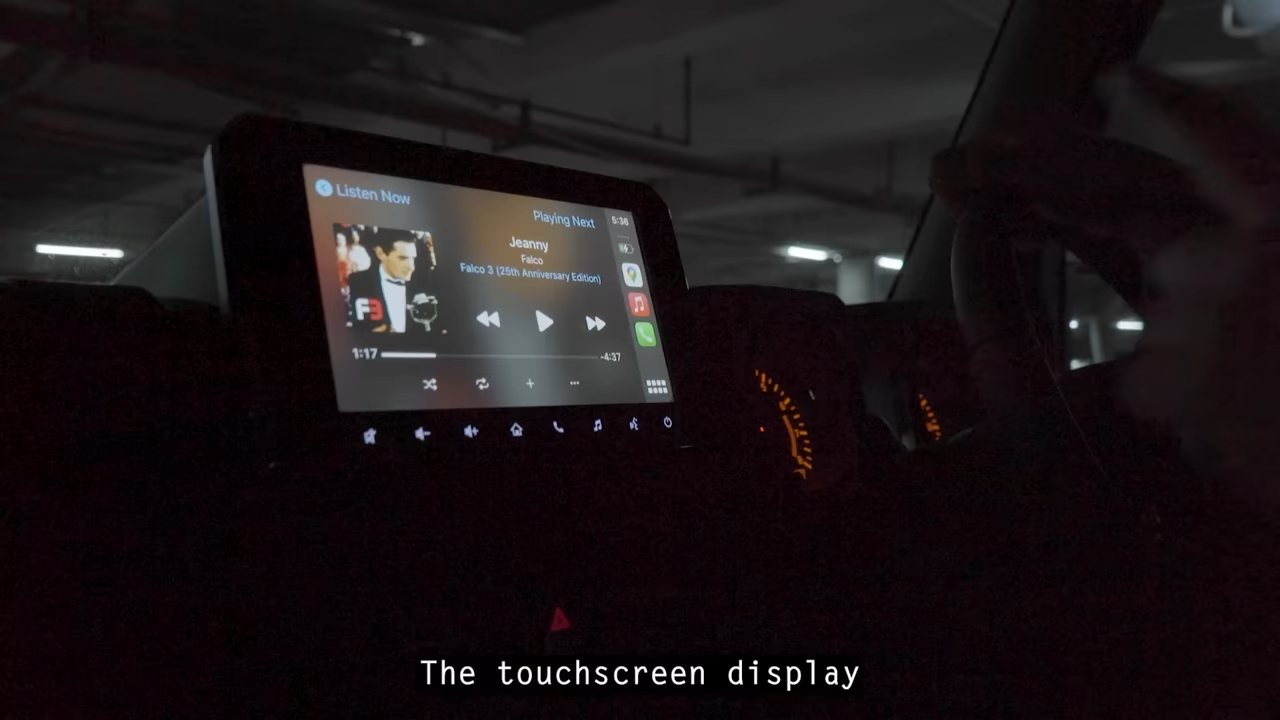 Listen Now
Playing Next
5:36
Jeanny
Falco
Falco 3 (25th Anniversary Edition)
F3
1:17
-4:37
The touchscreen display